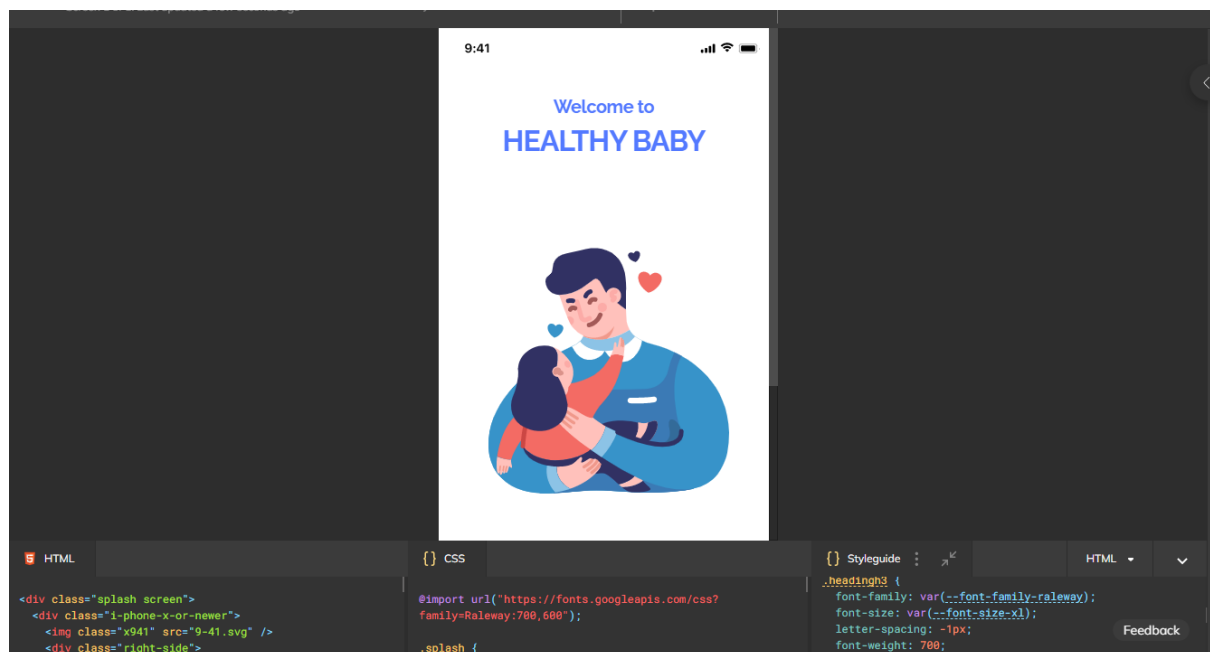 9:41
Welcome to
HEALTHY BABY
HTML
<div class="splash screen">
<div class="i-phone-x-or-newer">
<img class="x941" src="9-41.svg" />
<div class="right-side">
{} CSS
@import url("https://fonts.googleapis.com/css?
family=Raleway:700,600");
.splash {
{} Styleguide
HTML
.headingh3 {
font-family: var(--font-family-raleway);
font-size: var(--font-size-xl);
letter-spacing: -1px;
font-weight: 700;
Feedback